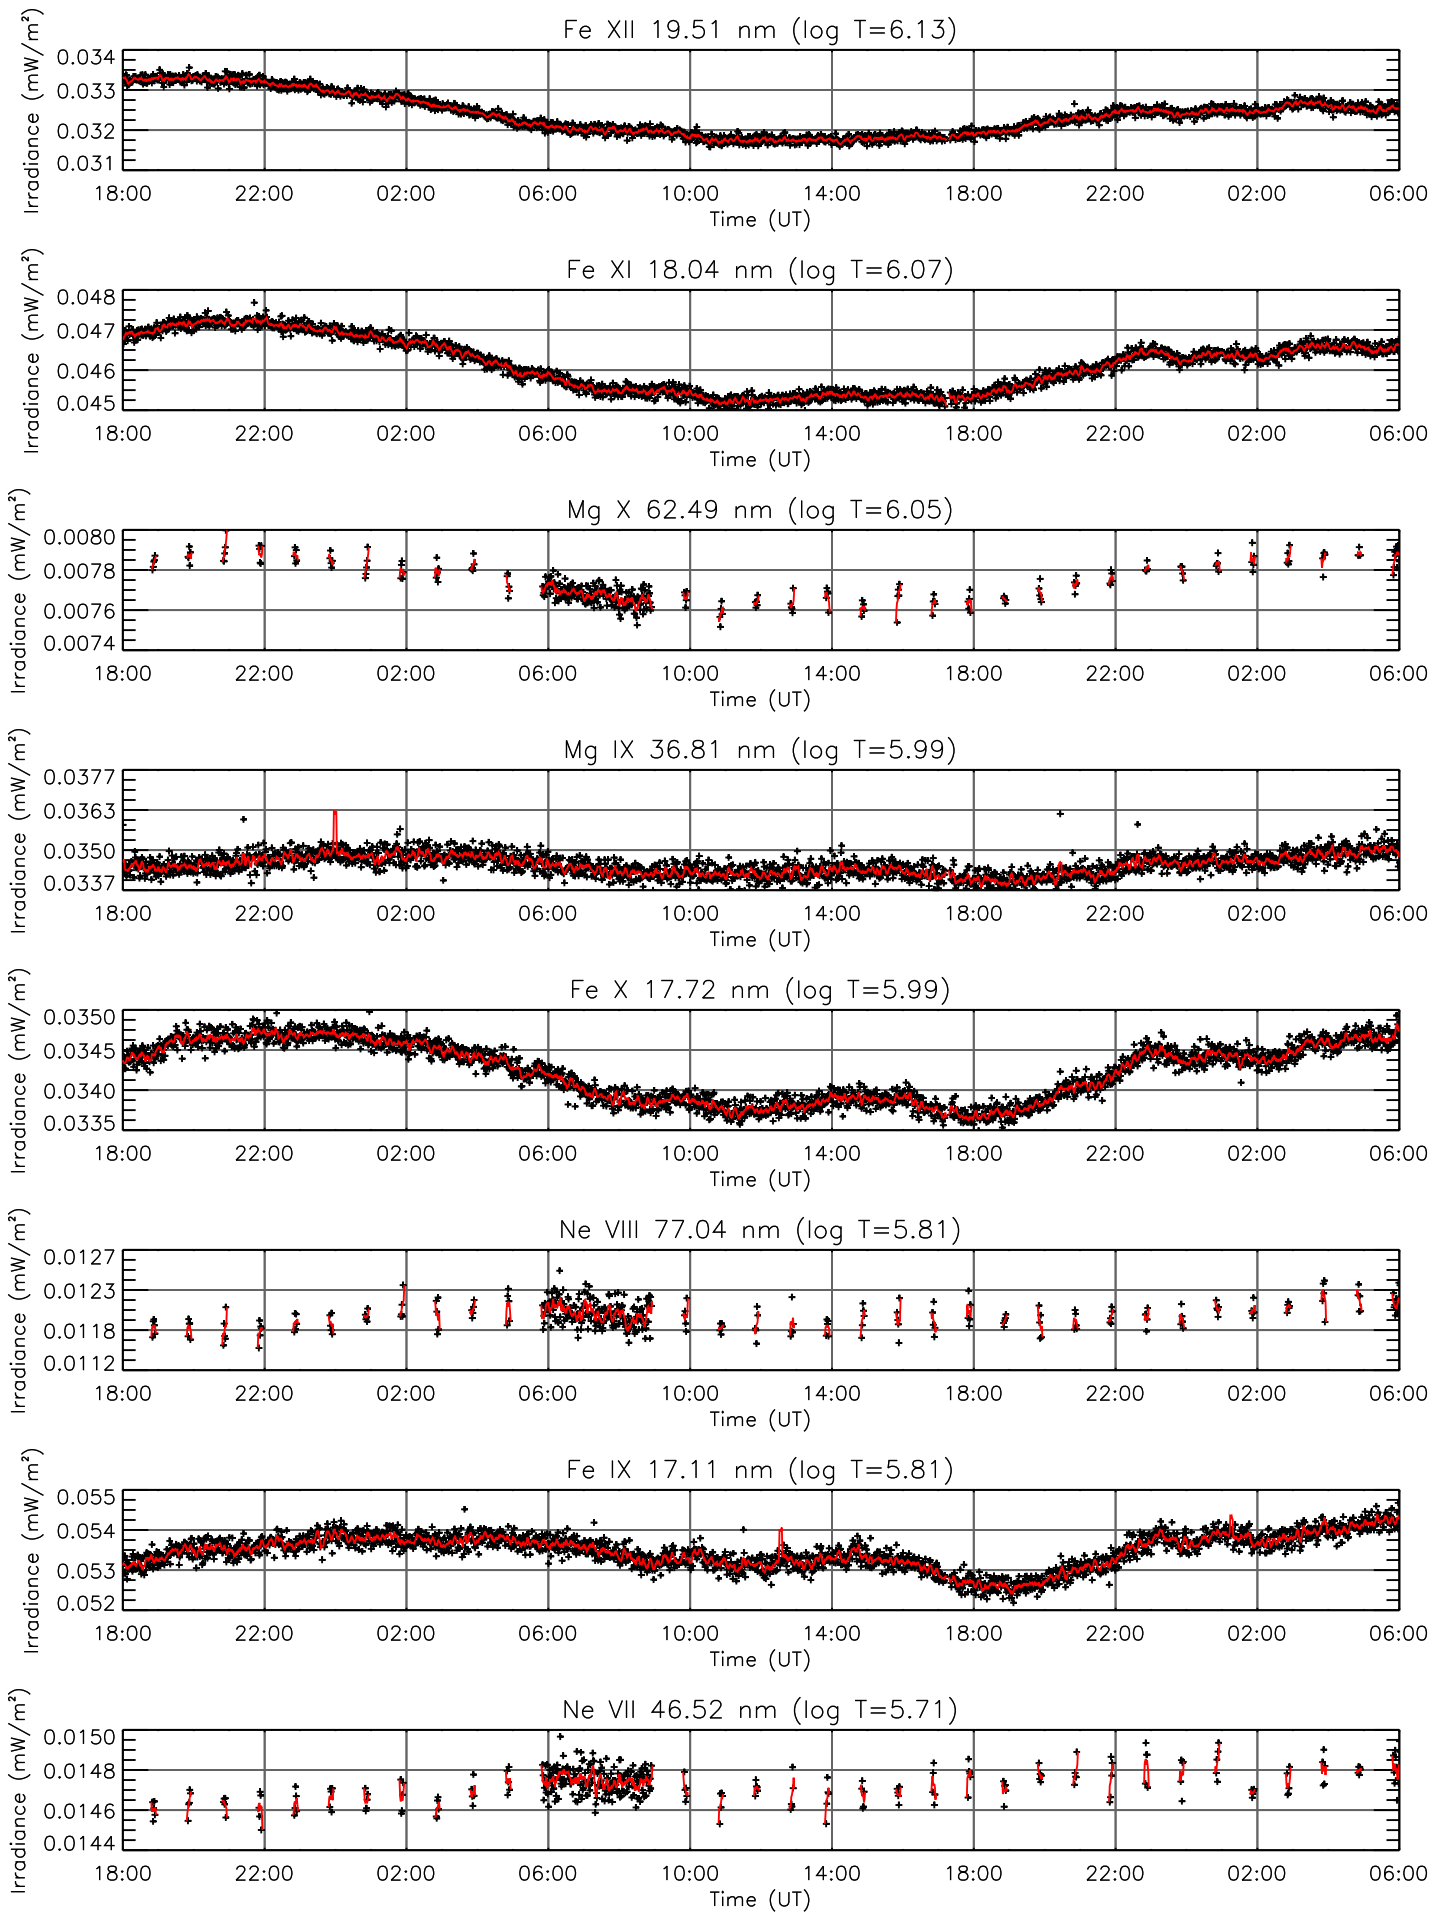 Fe XII 19.51 nm (log T=6.13)
Irradiance (mW/m²)
0.034
0.033
0.032
0.031
18:00 22:00 02:00 06:00 10:00 14:00 18:00 22:00 02:00 06:00
Time (UT)
Fe XI 18.04 nm (log T=6.07)
Irradiance (mW/m²)
0.048
0.047
0.046
0.045
18:00 22:00 02:00 06:00 10:00 14:00 18:00 22:00 02:00 06:00
Time (UT)
Mg X 62.49 nm (log T=6.05)
Irradiance (mW/m²)
0.0080
0.0078
0.0076
0.0074
18:00 22:00 02:00 06:00 10:00 14:00 18:00 22:00 02:00 06:00
Time (UT)
Mg IX 36.81 nm (log T=5.99)
Irradiance (mW/m²)
0.0377
0.0363
0.0350
0.0337
18:00 22:00 02:00 06:00 10:00 14:00 18:00 22:00 02:00 06:00
Time (UT)
Fe X 17.72 nm (log T=5.99)
Irradiance (mW/m²)
0.0350
0.0345
0.0340
0.0335
18:00 22:00 02:00 06:00 10:00 14:00 18:00 22:00 02:00 06:00
Time (UT)
Ne VIII 77.04 nm (log T=5.81)
Irradiance (mW/m²)
0.0127
0.0123
0.0118
0.0112
18:00 22:00 02:00 06:00 10:00 14:00 18:00 22:00 02:00 06:00
Time (UT)
Fe IX 17.11 nm (log T=5.81)
Irradiance (mW/m²)
0.055
0.054
0.053
0.052
18:00 22:00 02:00 06:00 10:00 14:00 18:00 22:00 02:00 06:00
Time (UT)
Ne VII 46.52 nm (log T=5.71)
Irradiance (mW/m²)
0.0150
0.0148
0.0146
0.0144
18:00 22:00 02:00 06:00 10:00 14:00 18:00 22:00 02:00 06:00
Time (UT)